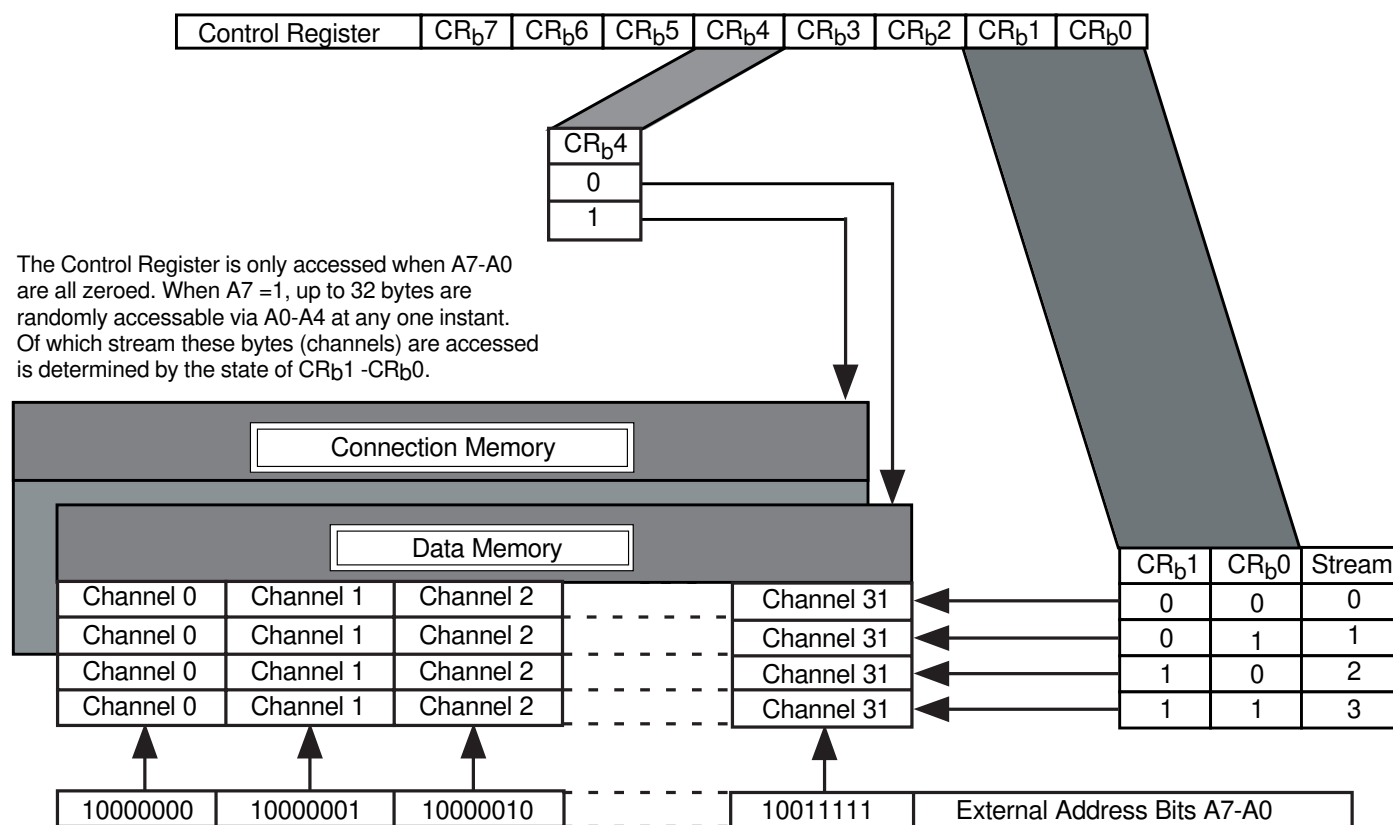 Control Register CRb7 CRb6 CRb5 CRb4 CRb3 CRb2 CRb1 CRb0
CRb4
0
1
The Control Register is only accessed when A7-A0
are all zeroed. When A7 =1, up to 32 bytes are
randomly accessable via A0-A4 at any one instant.
Of which stream these bytes (channels) are accessed
is determined by the state of CRb1 -CRb0.
Connection Memory
Data Memory
CRb1 CRb0 Stream
Channel 0 Channel 1 Channel 2 Channel 31 0 0 0
Channel 0 Channel 1 Channel 2 Channel 31 0 1 1
Channel 0 Channel 1 Channel 2 Channel 31 1 0 2
Channel 0 Channel 1 Channel 2 Channel 31 1 1 3
10000000 10000001 10000010 10011111 External Address Bits A7-A0